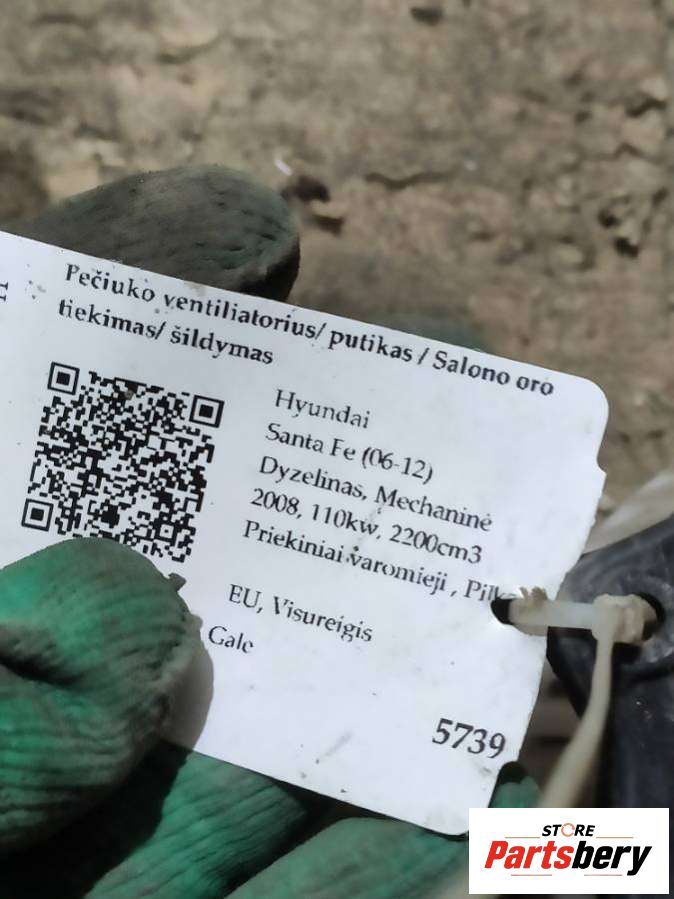 Pečiuko ventiliatorius/ putikas / Salono oro
tiekimas/ šildymas
Hyundai
Santa Fe (06-12)
Dyzelinas, Mechaninė
2008, 110kw, 2200cm3
Priekiniai varomieji ,
EU, Visureigis
Gale
5739
STORE
Partsbery